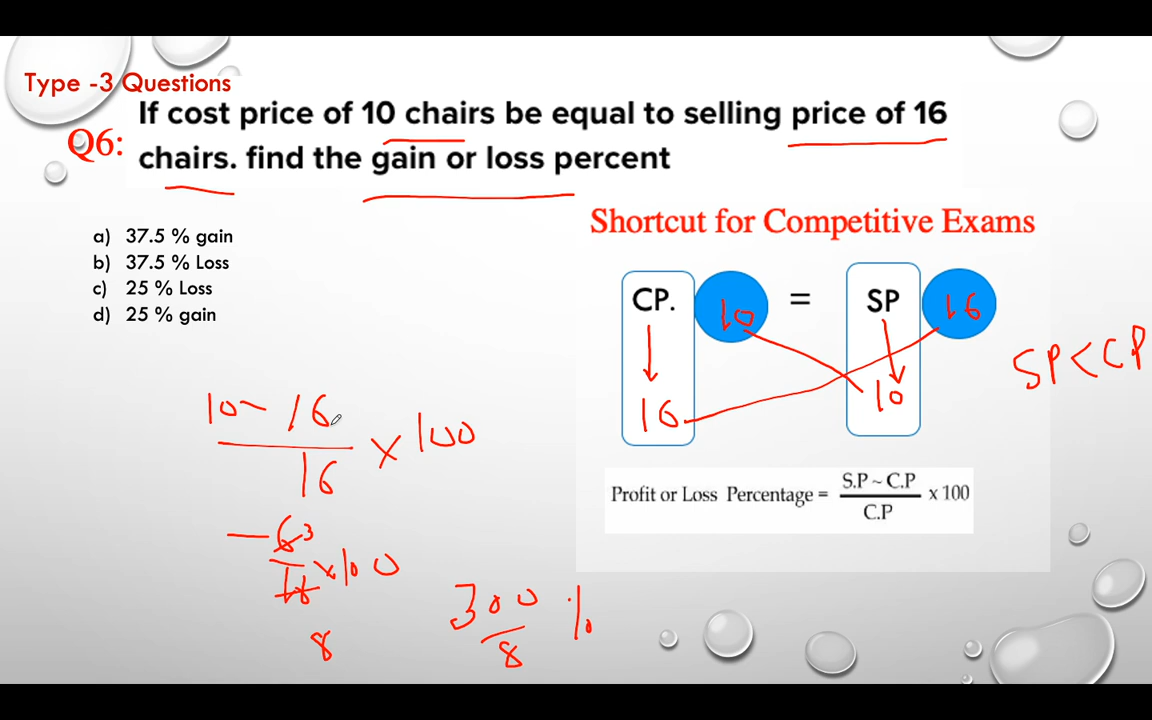 Type -3 Questions
Q6:
If cost price of 10 chairs be equal to selling price of 16
chairs. find the gain or loss percent
a) 37.5 % gain
b) 37.5 % Loss
c) 25 % Loss
d) 25 % gain
Shortcut for Competitive Exams
CP. 10 = SP 16
16 10
SP < CP
Profit or Loss Percentage = S.P ~ C.P / C.P x 100
10 ~ 16
16 × 100
- 6 3
16 × 100
8
300
8 %